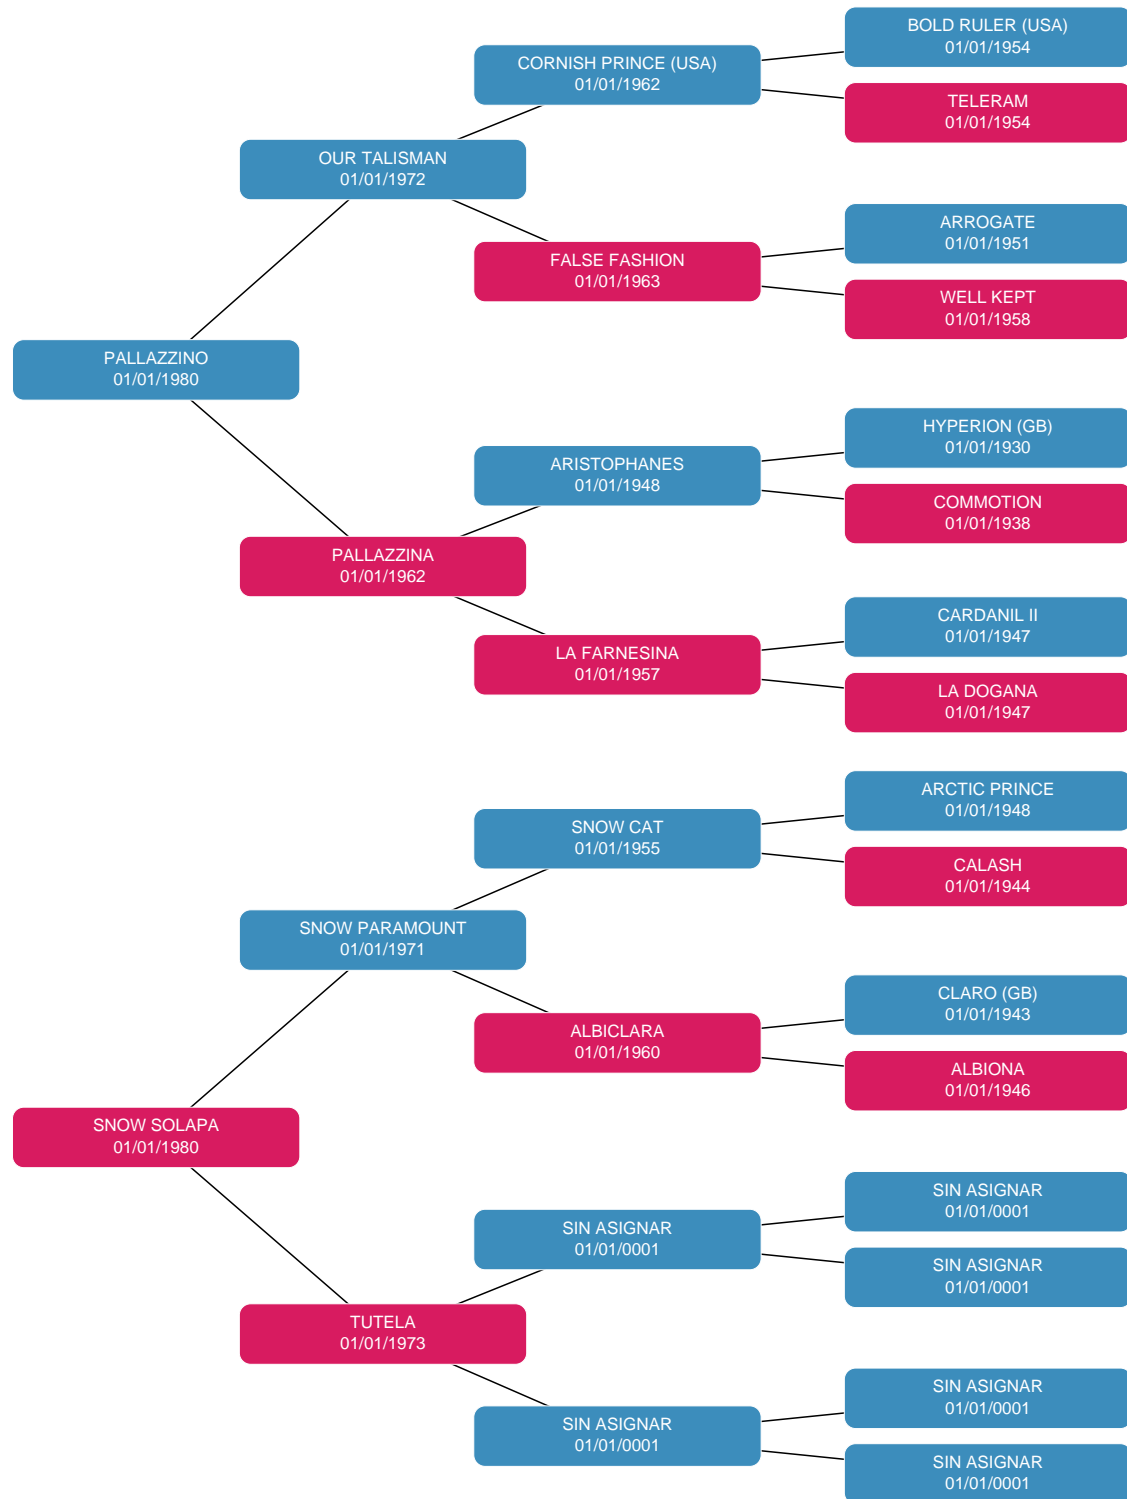 BOLD RULER (USA)
01/01/1954
CORNISH PRINCE (USA)
01/01/1962
TELERAM
01/01/1954
OUR TALISMAN
01/01/1972
ARROGATE
01/01/1951
FALSE FASHION
01/01/1963
WELL KEPT
01/01/1958
PALLAZZINO
01/01/1980
HYPERION (GB)
01/01/1930
ARISTOPHANES
01/01/1948
COMMOTION
01/01/1938
PALLAZZINA
01/01/1962
CARDANIL II
01/01/1947
LA FARNESINA
01/01/1957
LA DOGANA
01/01/1947
ARCTIC PRINCE
01/01/1948
SNOW CAT
01/01/1955
CALASH
01/01/1944
SNOW PARAMOUNT
01/01/1971
CLARO (GB)
01/01/1943
ALBICLARA
01/01/1960
ALBIONA
01/01/1946
SNOW SOLAPA
01/01/1980
SIN ASIGNAR
01/01/0001
SIN ASIGNAR
01/01/0001
SIN ASIGNAR
01/01/0001
TUTELA
01/01/1973
SIN ASIGNAR
01/01/0001
SIN ASIGNAR
01/01/0001
SIN ASIGNAR
01/01/0001